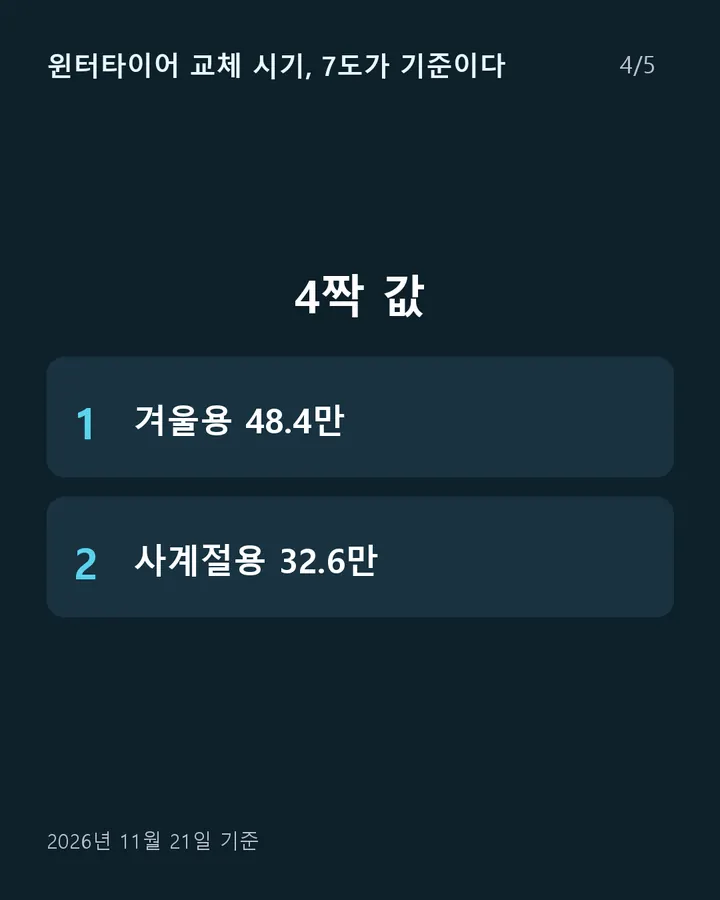 윈터타이어 교체 시기, 7도가 기준이다
4/5
4짝 값
1 겨울용 48.4만
2 사계절용 32.6만
2026년 11월 21일 기준